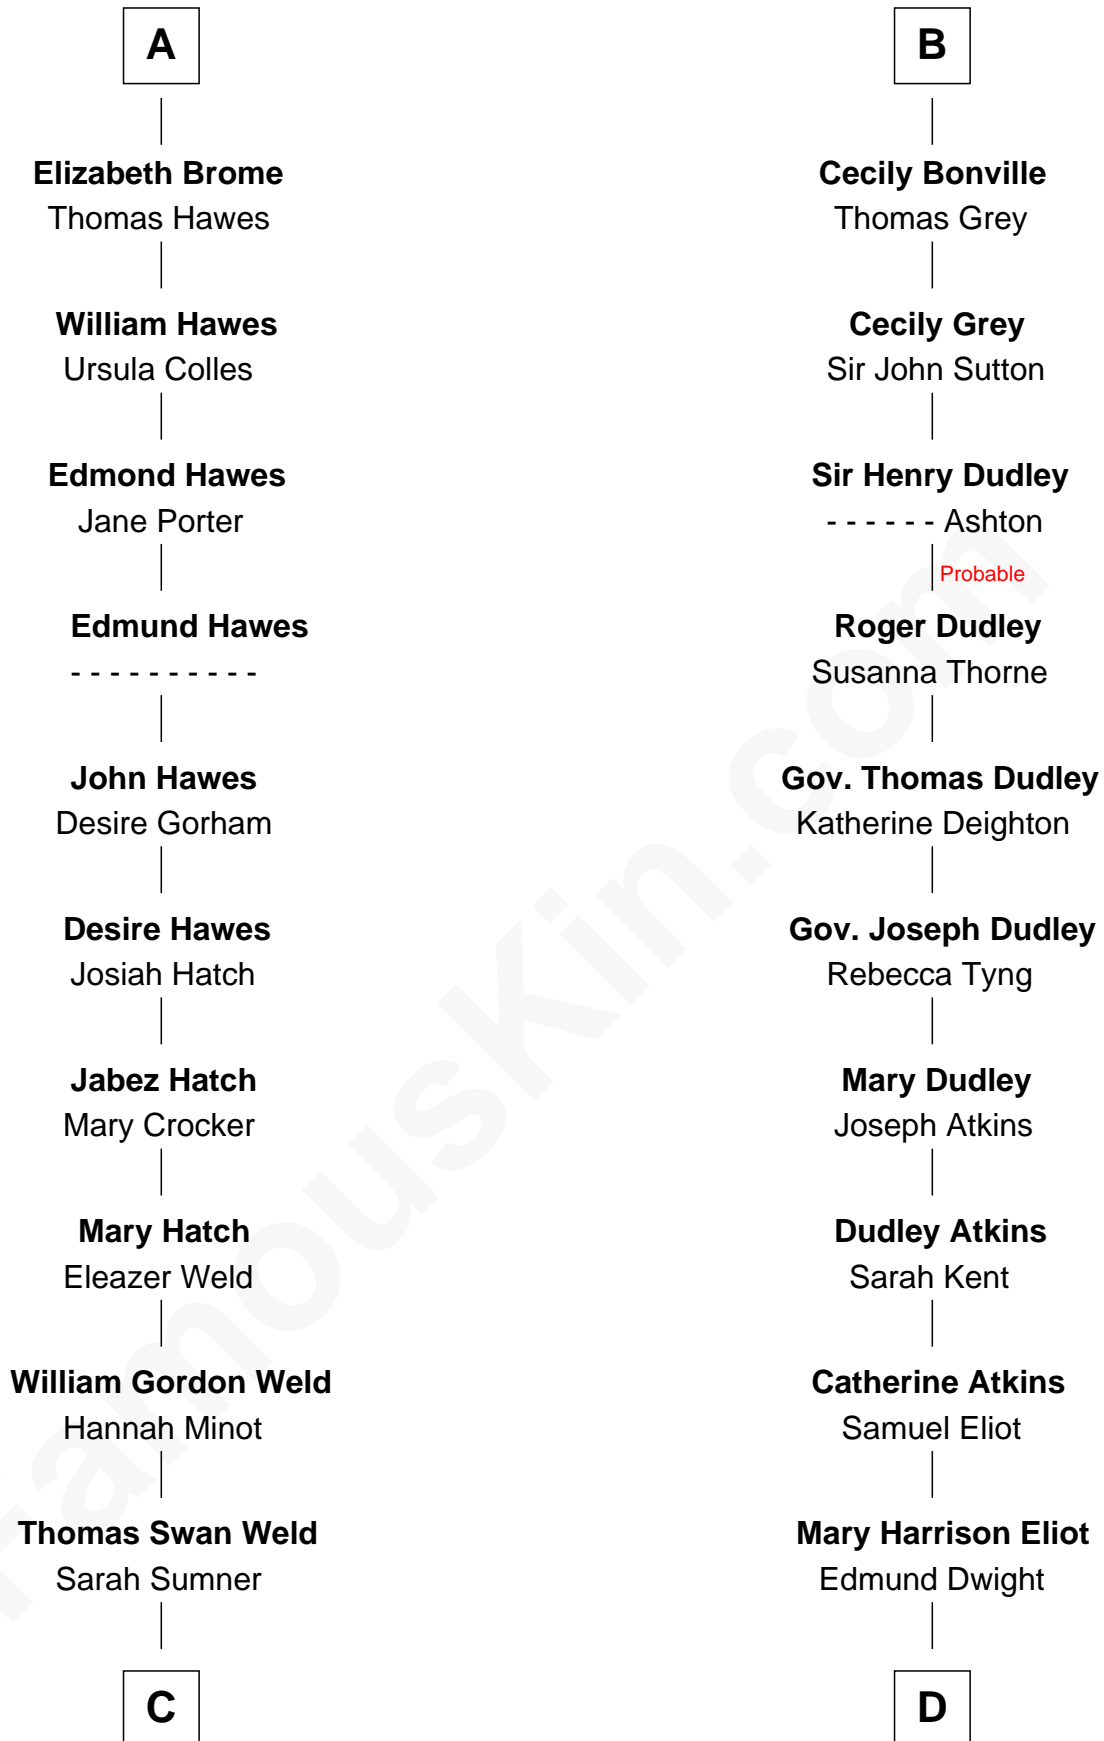 A
Elizabeth Brome
Thomas Hawes
William Hawes
Ursula Colles
Edmond Hawes
Jane Porter
Edmund Hawes
- - - - - - - - - -
John Hawes
Desire Gorham
Desire Hawes
Josiah Hatch
Jabez Hatch
Mary Crocker
Mary Hatch
Eleazer Weld
William Gordon Weld
Hannah Minot
Thomas Swan Weld
Sarah Sumner
C
B
Cecily Bonville
Thomas Grey
Cecily Grey
Sir John Sutton
Sir Henry Dudley
- - - - - - Ashton
Probable
Roger Dudley
Susanna Thorne
Gov. Thomas Dudley
Katherine Deighton
Gov. Joseph Dudley
Rebecca Tyng
Mary Dudley
Joseph Atkins
Dudley Atkins
Sarah Kent
Catherine Atkins
Samuel Eliot
Mary Harrison Eliot
Edmund Dwight
D
FamousKin.com